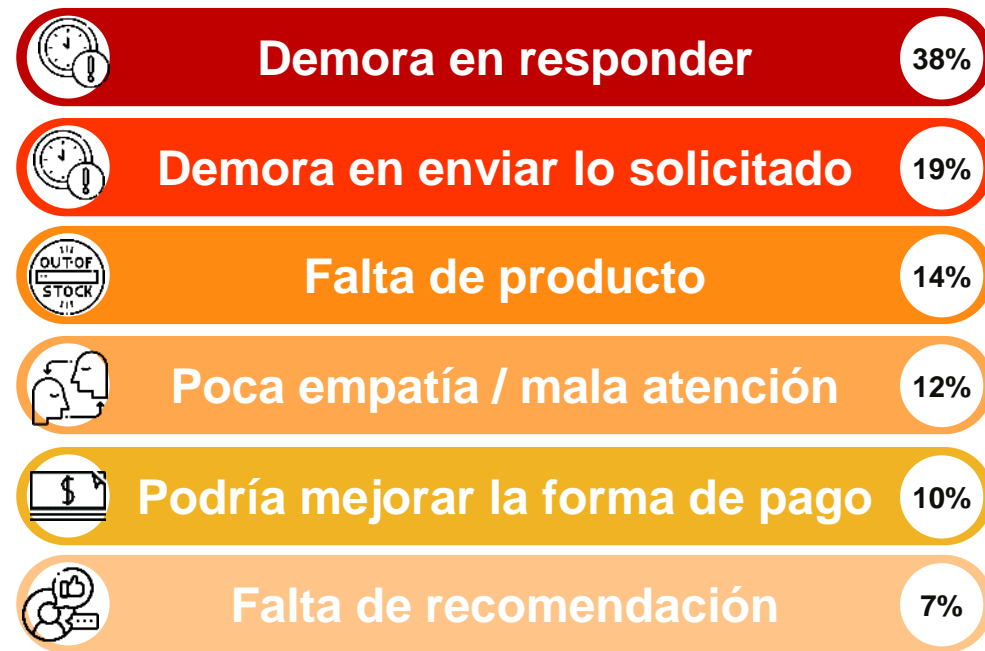 Demora en responder 38%
Demora en enviar lo solicitado 19%
OUT-OF
STOCK
Falta de producto 14%
Poca empatía / mala atención 12%
$
Podría mejorar la forma de pago 10%
Falta de recomendación 7%